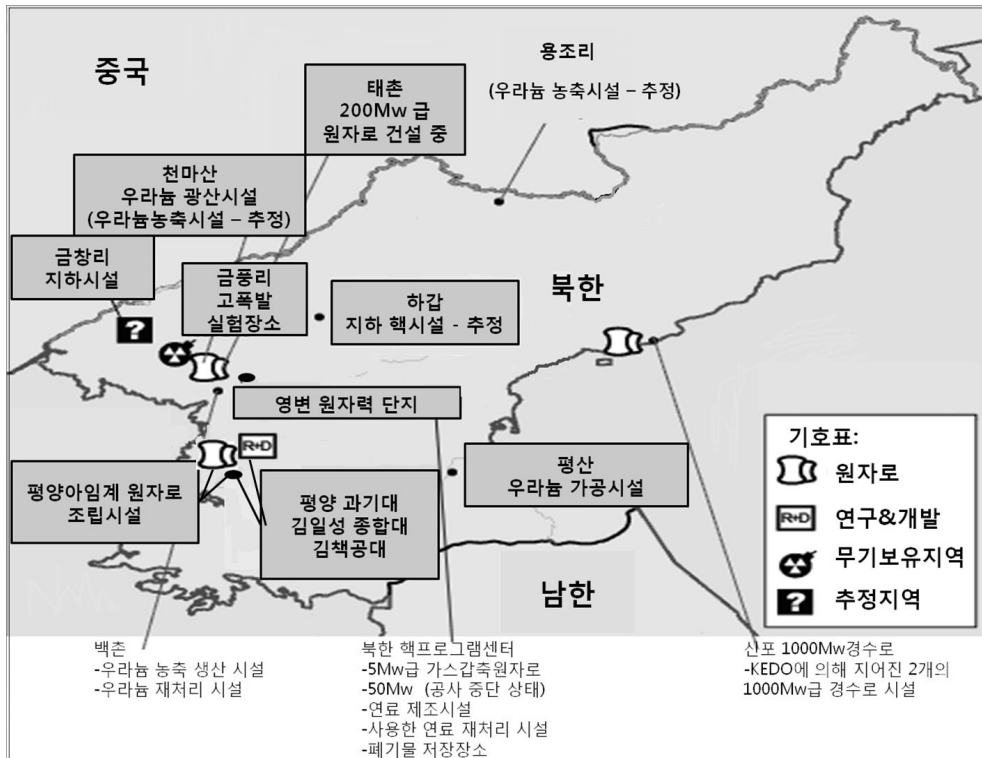 중국
용조리
(우라늄 농축시설 – 추정)
태촌
200Mw 급
원자로 건설 중
천마산
우라늄 광산시설
(우라늄농축시설 – 추정)
금창리
지하시설
금풍리
고폭발
실험장소
하갑
지하 핵시설 - 추정
북한
?
영변 원자력 단지
R+D
평양아임계 원자로
조립시설
평양 과기대
김일성 종합대
김책공대
평산
우라늄 가공시설
남한
기호표:
원자로
R+D 연구&개발
무기보유지역
? 추정지역
백촌
-우라늄 농축 생산 시설
-우라늄 재처리 시설
북한 핵프로그램센터
-5Mw급 가스갑축원자로
-50Mw (공사 중단 상태)
-연료 제조시설
-사용한 연료 재처리 시설
-폐기물 저장장소
신포 1000Mw경수로
-KEDO에 의해 지어진 2개의
1000Mw급 경수로 시설